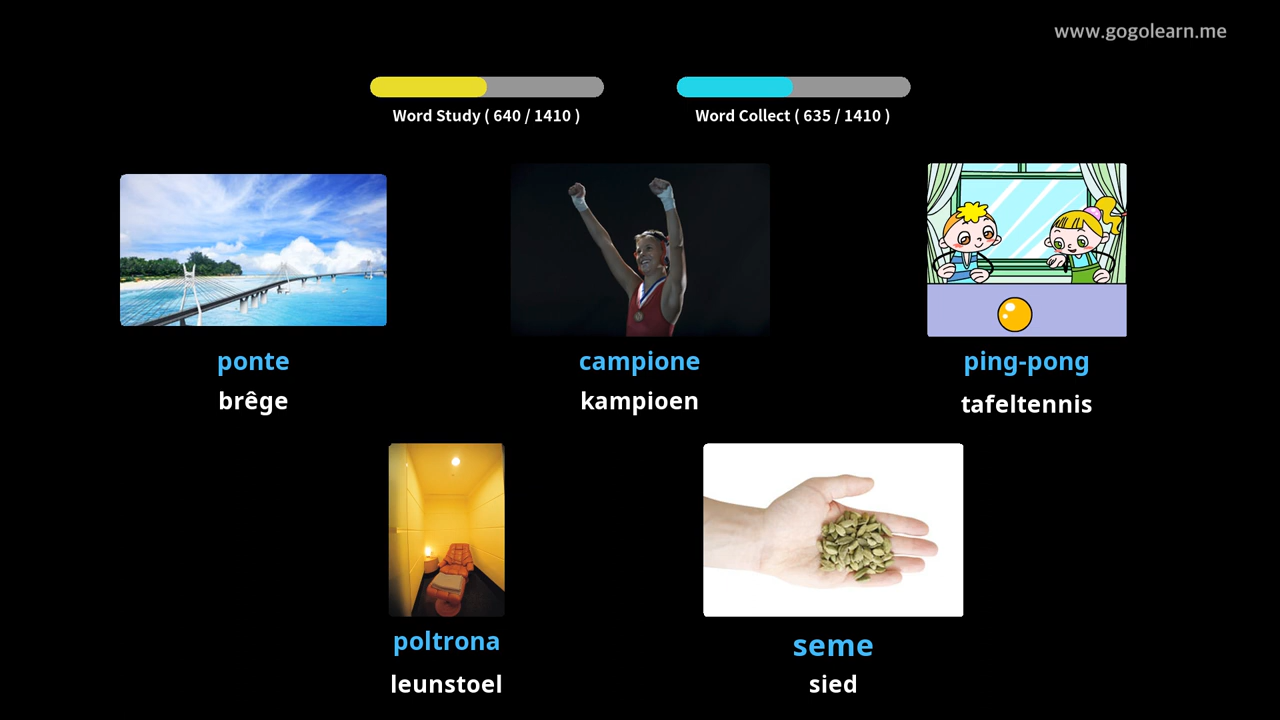 www.gogolearn.me
Word Study ( 640 / 1410 )
Word Collect ( 635 / 1410 )
ponte
brêge
campione
kampioen
ping-pong
tafeltennis
poltrona
leunstoel
seme
sied